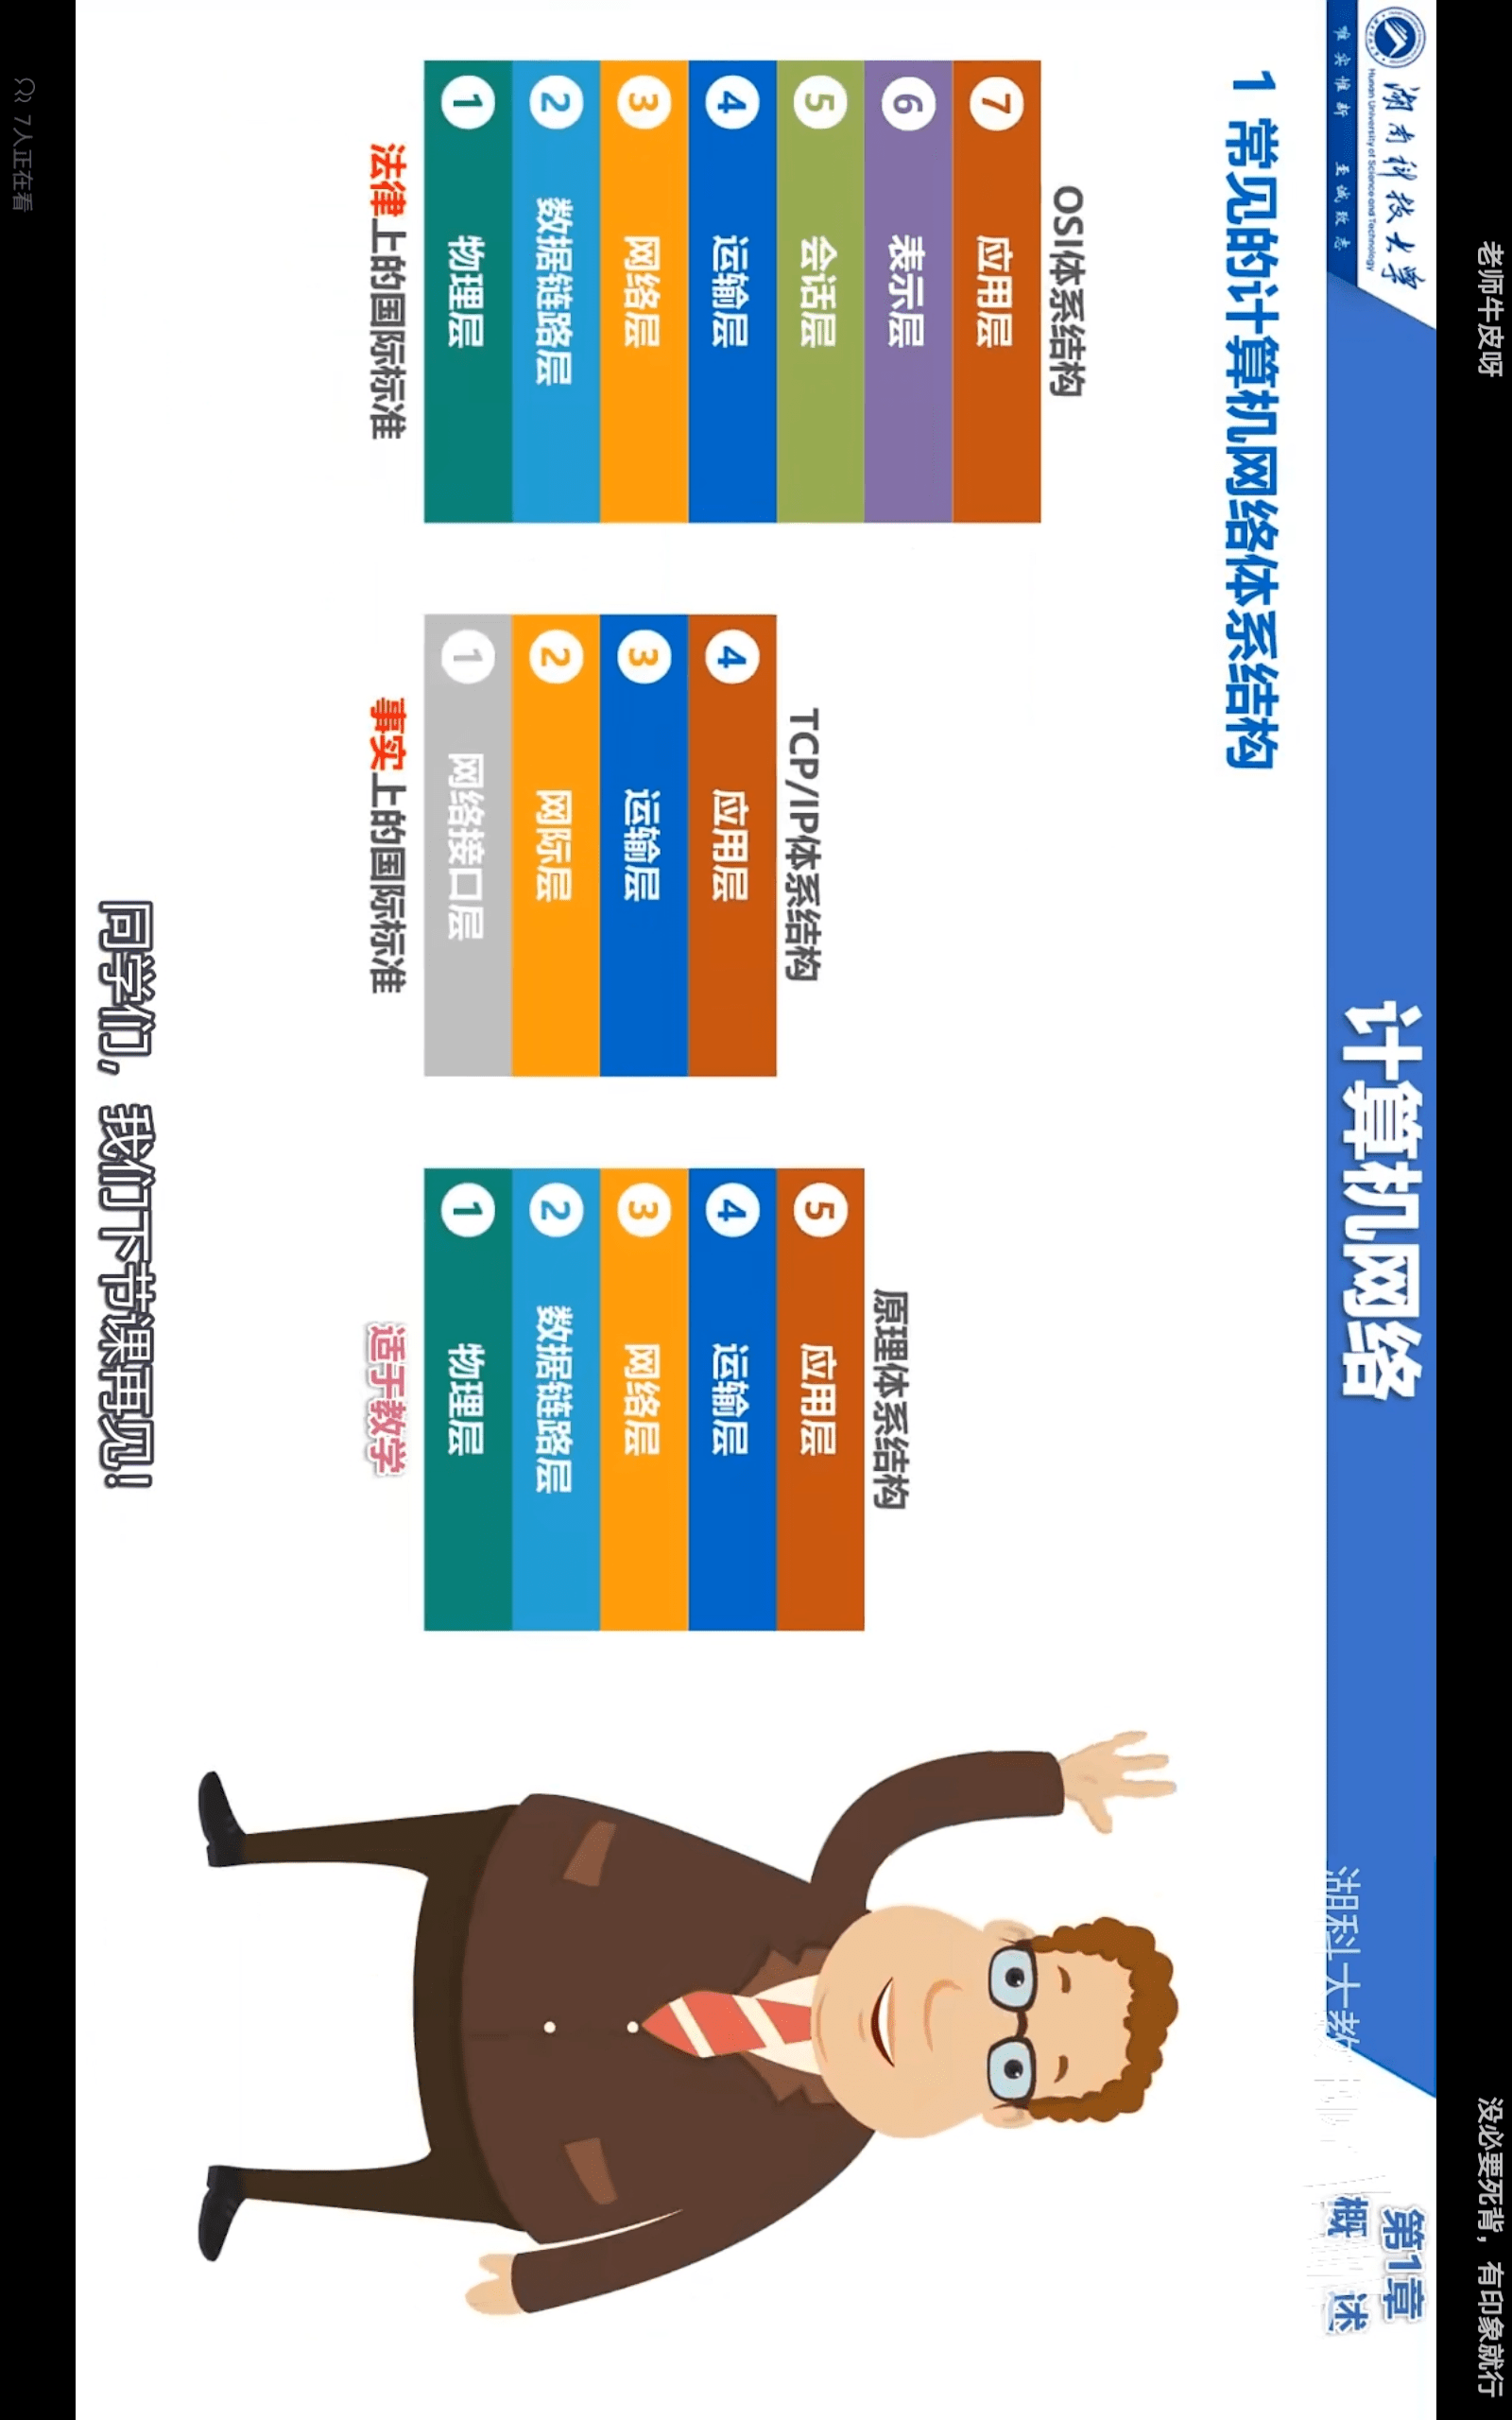 老师牛皮呀
没必要死背，有印象就行
湖南科技大学
Hunan University of Science and Technology
唯实惟新 至诚致志
计算机网络
第1章
概 述
湖科大教
1 常见的计算机网络体系结构
OSI体系结构
7 应用层
6 表示层
5 会话层
4 运输层
3 网络层
2 数据链路层
1 物理层
法律上的国际标准
TCP/IP体系结构
4 应用层
3 运输层
2 网际层
1 网络接口层
事实上的国际标准
原理体系结构
5 应用层
4 运输层
3 网络层
2 数据链路层
1 物理层
适于教学
同学们，我们下节课再见！
7人正在看